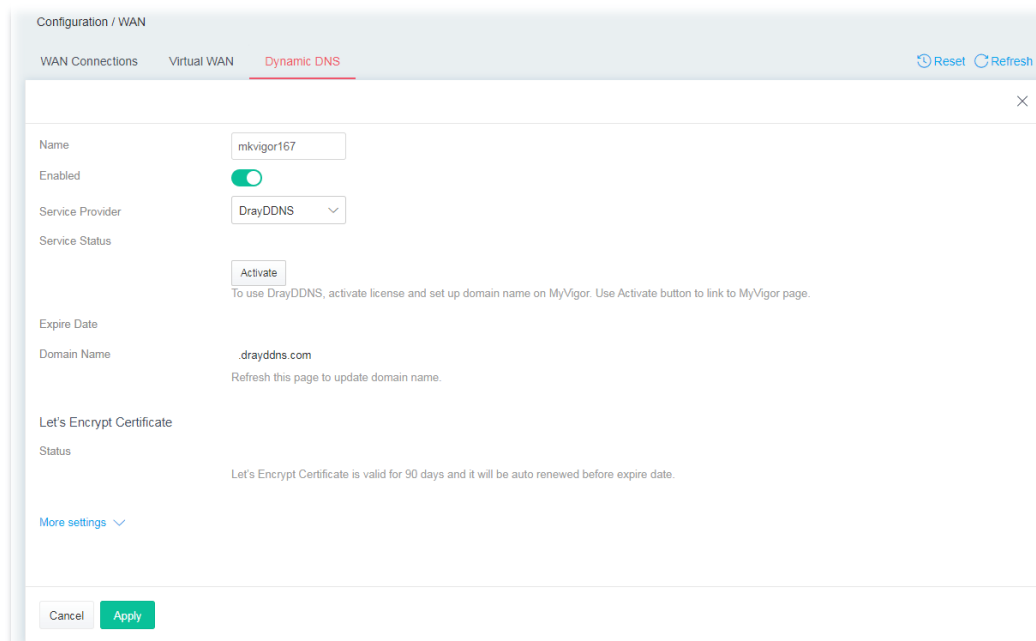 Configuration / WAN
WAN Connections Virtual WAN Dynamic DNS Reset Refresh
Name mkvigor167
Enabled
Service Provider DrayDDNS
Service Status
Activate
To use DrayDDNS, activate license and set up domain name on MyVigor. Use Activate button to link to MyVigor page.
Expire Date
Domain Name .drayddns.com
Refresh this page to update domain name.
Let's Encrypt Certificate
Status
Let's Encrypt Certificate is valid for 90 days and it will be auto renewed before expire date.
More settings
Cancel Apply